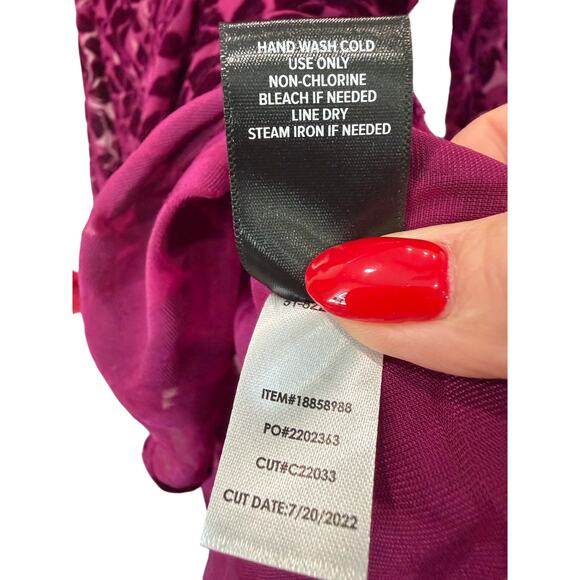 HAND WASH COLD
USE ONLY
NON-CHLORINE
BLEACH IF NEEDED
LINE DRY
STEAM IRON IF NEEDED
ITEM#18858988
PO#2202363
CUT#C22033
CUT DATE:7/20/2022